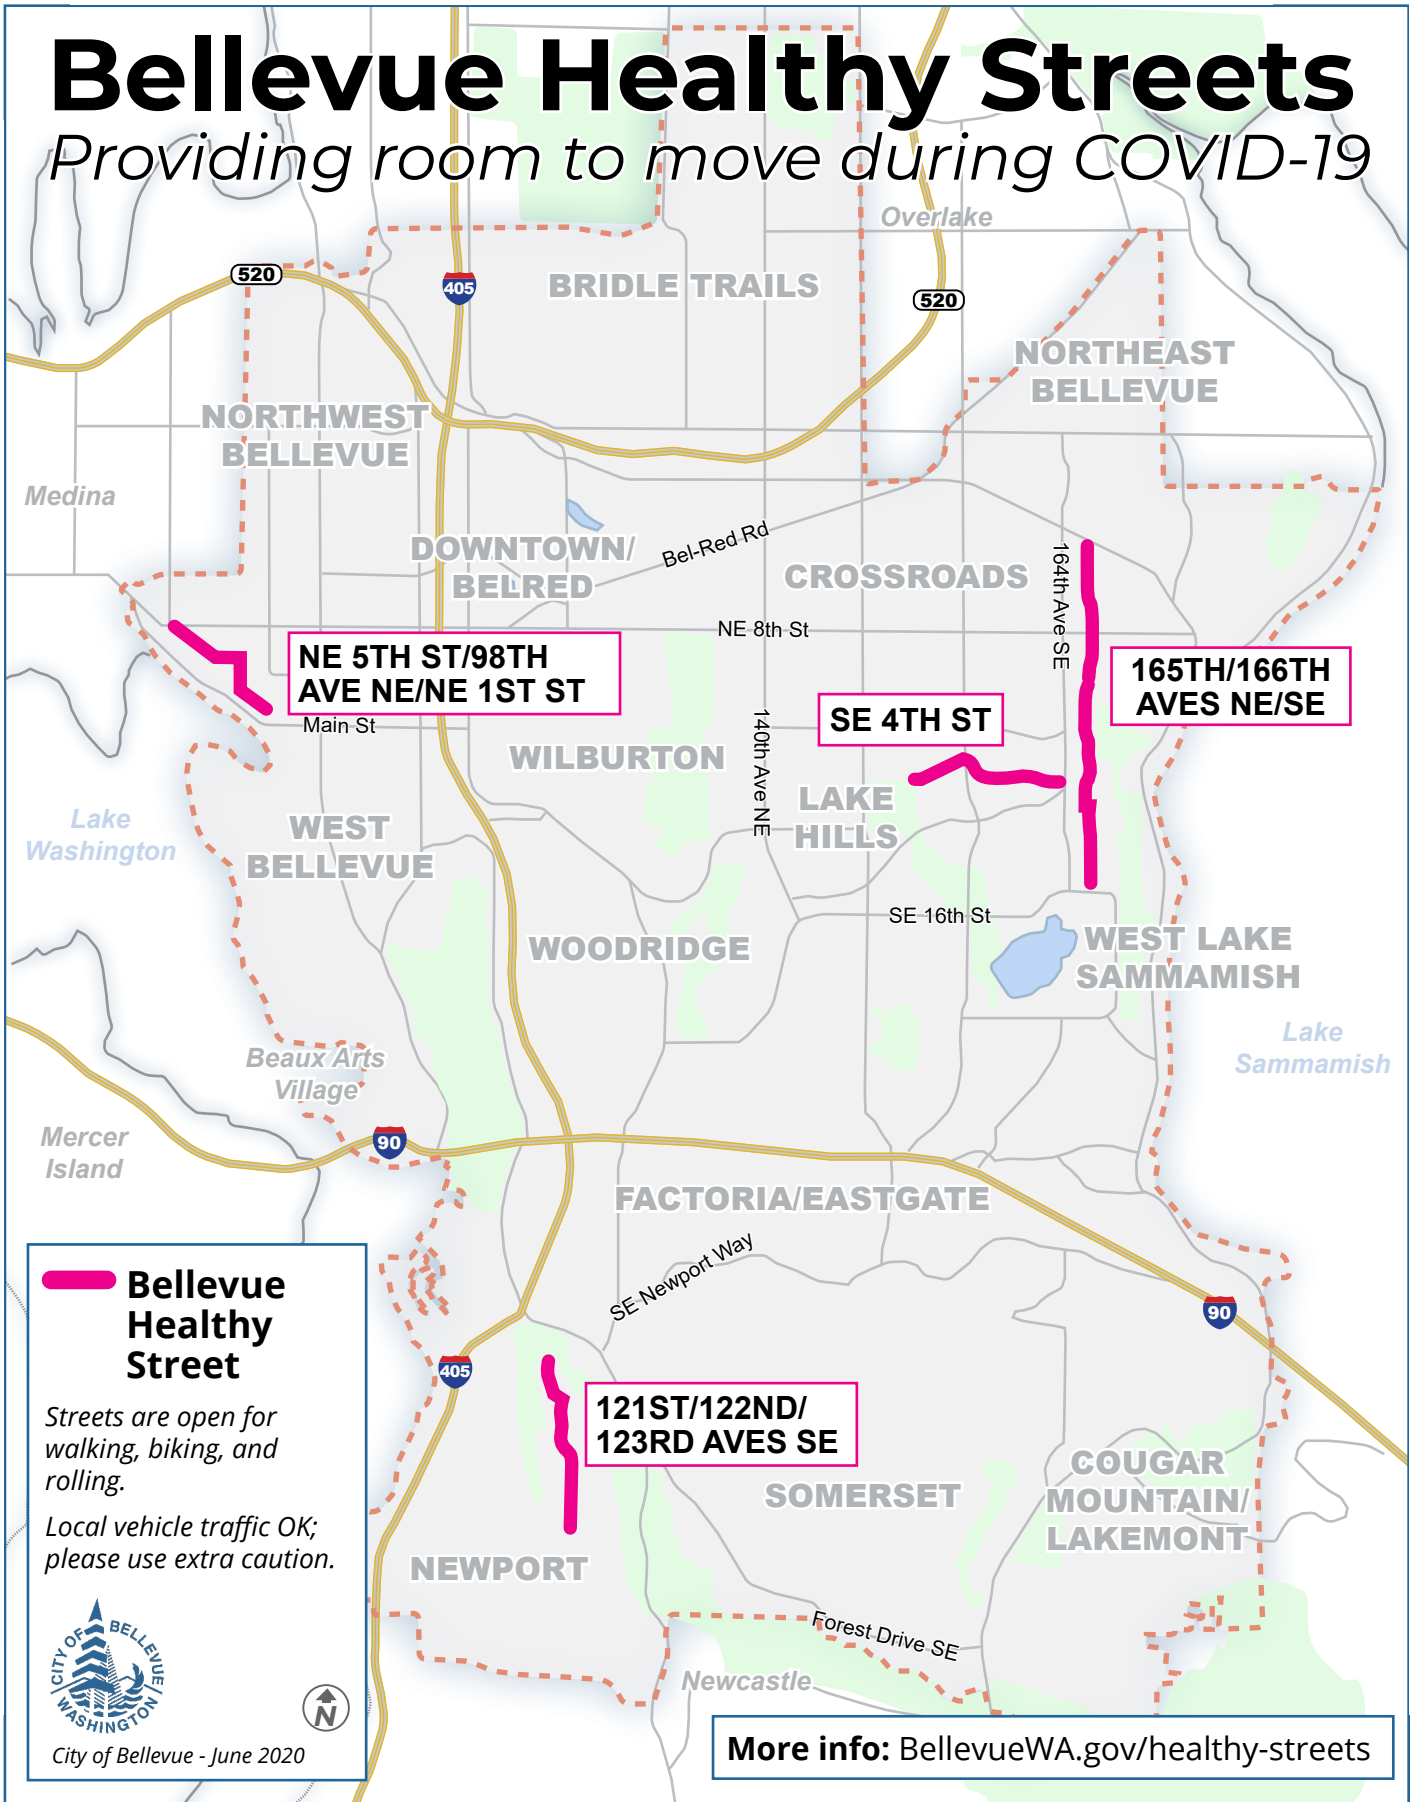 Bellevue Healthy Streets
Providing room to move during COVID-19
Overlake
520
405
BRIDLE TRAILS
520
NORTHEAST
BELLEVUE
NORTHWEST
BELLEVUE
Medina
DOWNTOWN/
BELRED
Bel-Red Rd
CROSSROADS
164th Ave SE
NE 8th St
NE 5TH ST/98TH
AVE NE/NE 1ST ST
165TH/166TH
AVES NE/SE
Main St
SE 4TH ST
140th Ave NE
WILBURTON
LAKE
HILLS
Lake
Washington
WEST
BELLEVUE
SE 16th St
WOODRIDGE
WEST LAKE
SAMMAMISH
Lake
Sammamish
Beaux Arts
Village
Mercer
Island
90
FACTORIA/EASTGATE
SE Newport Way
90
405
121ST/122ND/
123RD AVES SE
SOMERSET
COUGAR
MOUNTAIN/
LAKEMONT
NEWPORT
Forest Drive SE
Newcastle
Bellevue
Healthy
Street
Streets are open for
walking, biking, and
rolling.
Local vehicle traffic OK;
please use extra caution.
CITY OF BELLEVUE
WASHINGTON
N
City of Bellevue - June 2020
More info: BellevueWA.gov/healthy-streets